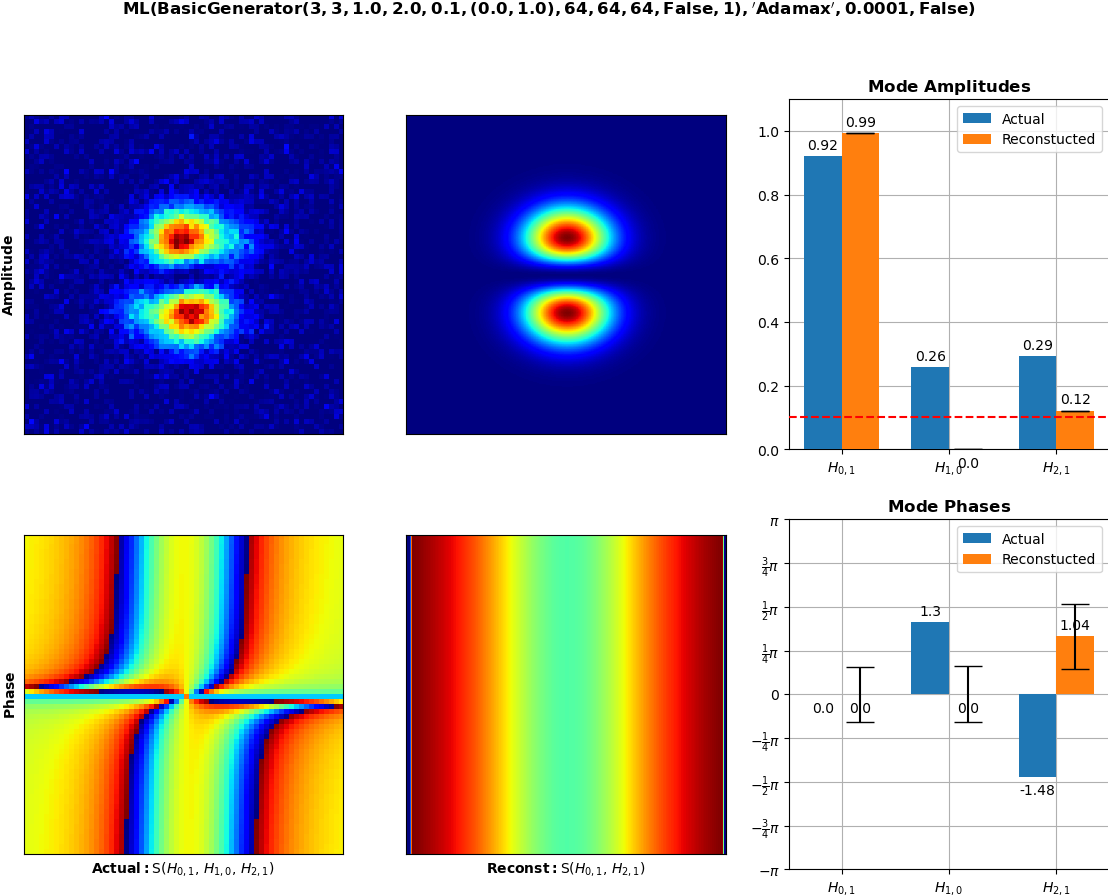 ML(BasicGenerator(3, 3, 1.0, 2.0, 0.1, (0.0, 1.0), 64, 64, 64, False, 1), 'Adamax', 0.0001, False)
Amplitude
Mode Amplitudes
Actual
Reconstucted
1.0
0.8
0.6
0.4
0.2
0.0
0.92
0.99
0.26
0.0
0.29
0.12
H0,1
H1,0
H2,1
Phase
Actual: S(H0,1, H1,0, H2,1)
Reconst: S(H0,1, H2,1)
Mode Phases
Actual
Reconstucted
π
3/4π
1/2π
1/4π
0
−1/4π
−1/2π
−3/4π
−π
0.0
0.0
1.3
0.0
-1.48
1.04
H0,1
H1,0
H2,1